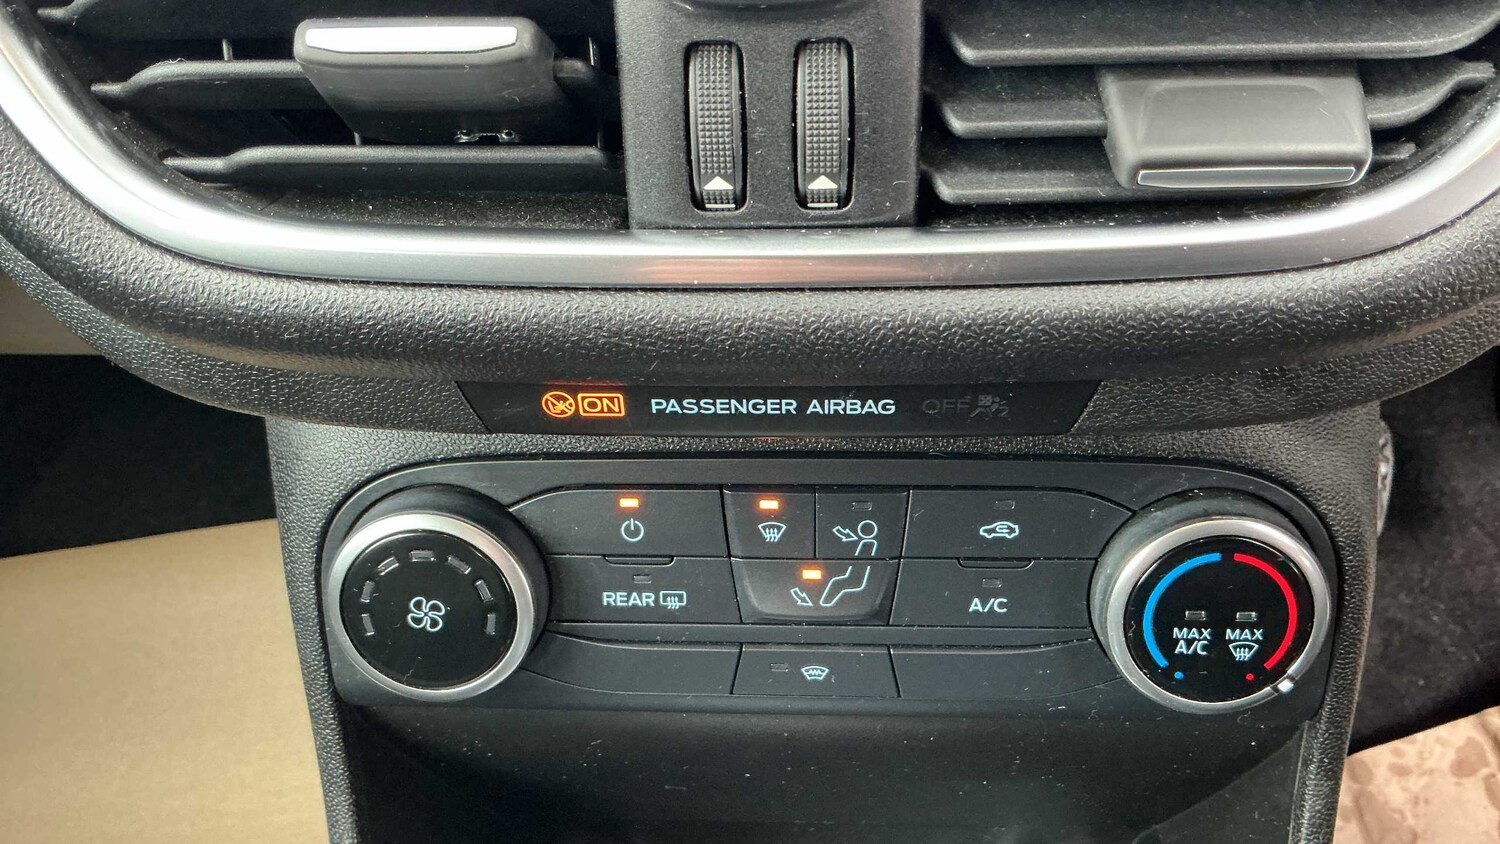 ON PASSENGER AIRBAG OFF
REAR
A/C
MAX A/C
MAX